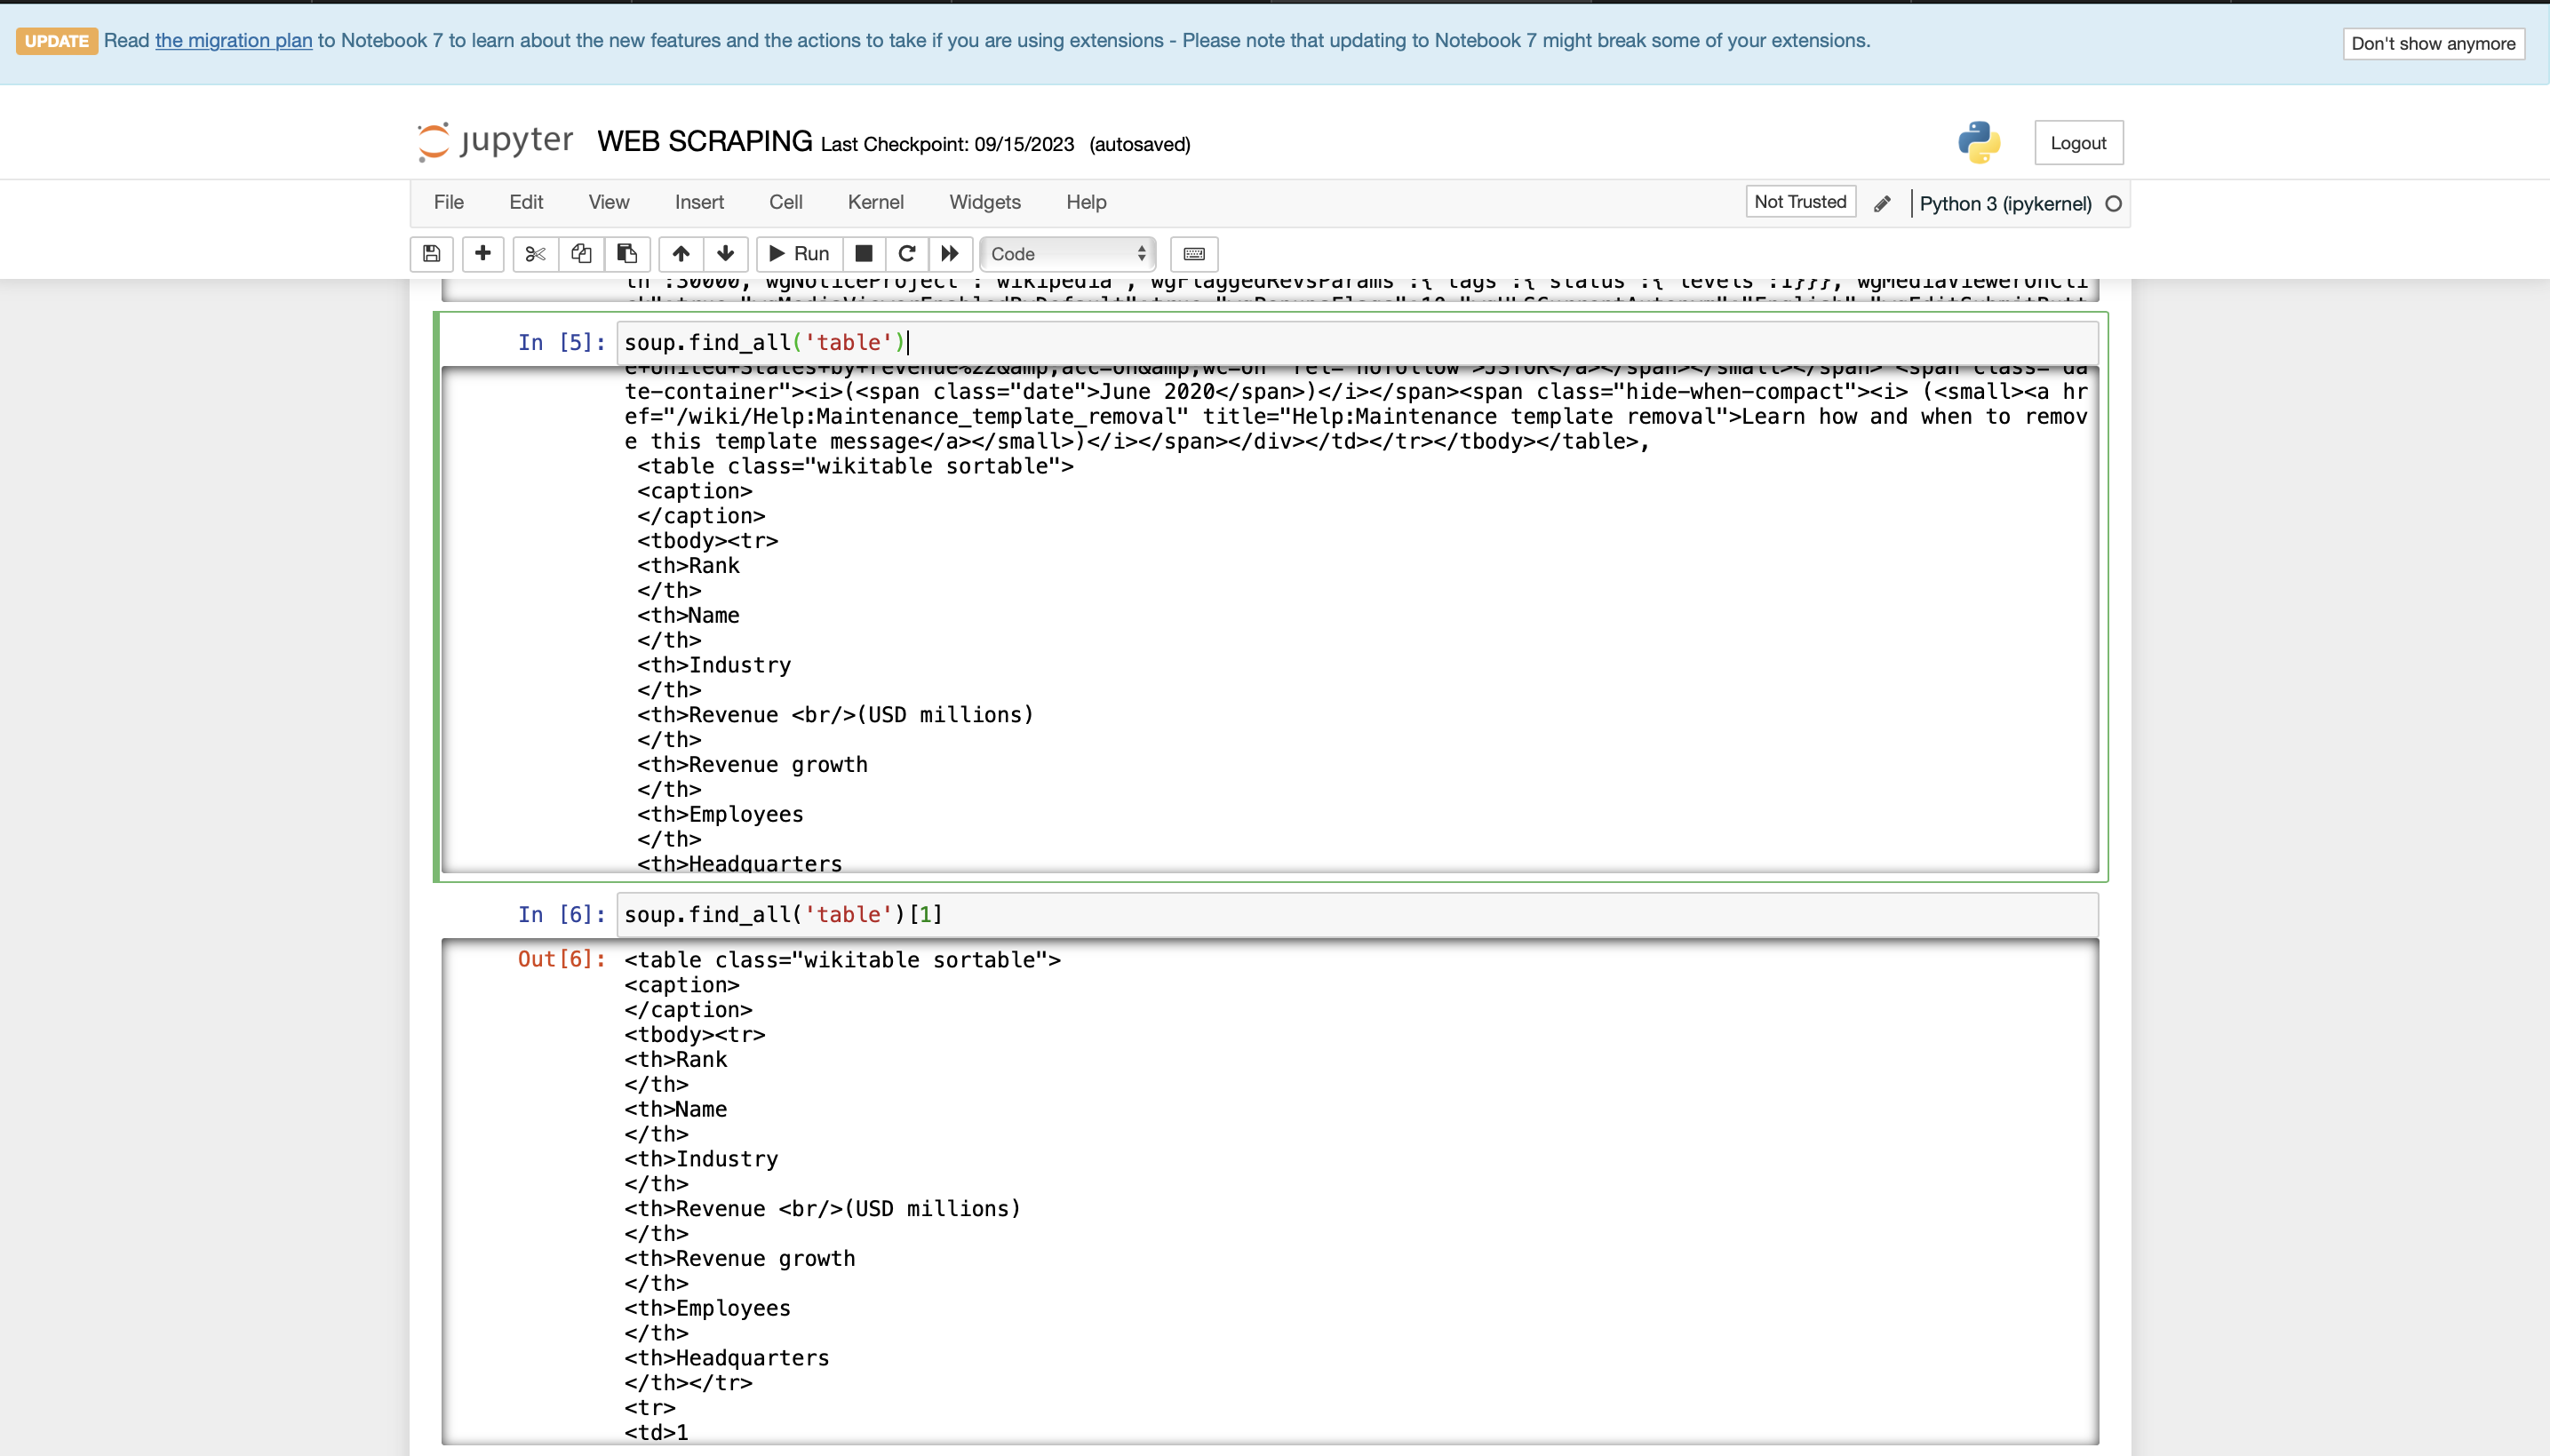 UPDATE Read the migration plan to Notebook 7 to learn about the new features and the actions to take if you are using extensions - Please note that updating to Notebook 7 might break some of your extensions.
Don't show anymore
jupyter WEB SCRAPING Last Checkpoint: 09/15/2023 (autosaved)
Logout
File Edit View Insert Cell Kernel Widgets Help
Not Trusted
Python 3 (ipykernel)
Run
Code
In [5]: soup.find_all('table')
te-container"><i>(<span class="date">June 2020</span>)</i></span><span class="hide-when-compact"><i> (<small><a hr
ef="/wiki/Help:Maintenance_template_removal" title="Help:Maintenance template removal">Learn how and when to remov
e this template message</a></small>)</i></span></div></td></tr></tbody></table>,
<table class="wikitable sortable">
<caption>
</caption>
<tbody><tr>
<th>Rank
</th>
<th>Name
</th>
<th>Industry
</th>
<th>Revenue <br/>(USD millions)
</th>
<th>Revenue growth
</th>
<th>Employees
</th>
<th>Headquarters
In [6]: soup.find_all('table')[1]
Out[6]: <table class="wikitable sortable">
<caption>
</caption>
<tbody><tr>
<th>Rank
</th>
<th>Name
</th>
<th>Industry
</th>
<th>Revenue <br/>(USD millions)
</th>
<th>Revenue growth
</th>
<th>Employees
</th>
<th>Headquarters
</th></tr>
<tr>
<td>1